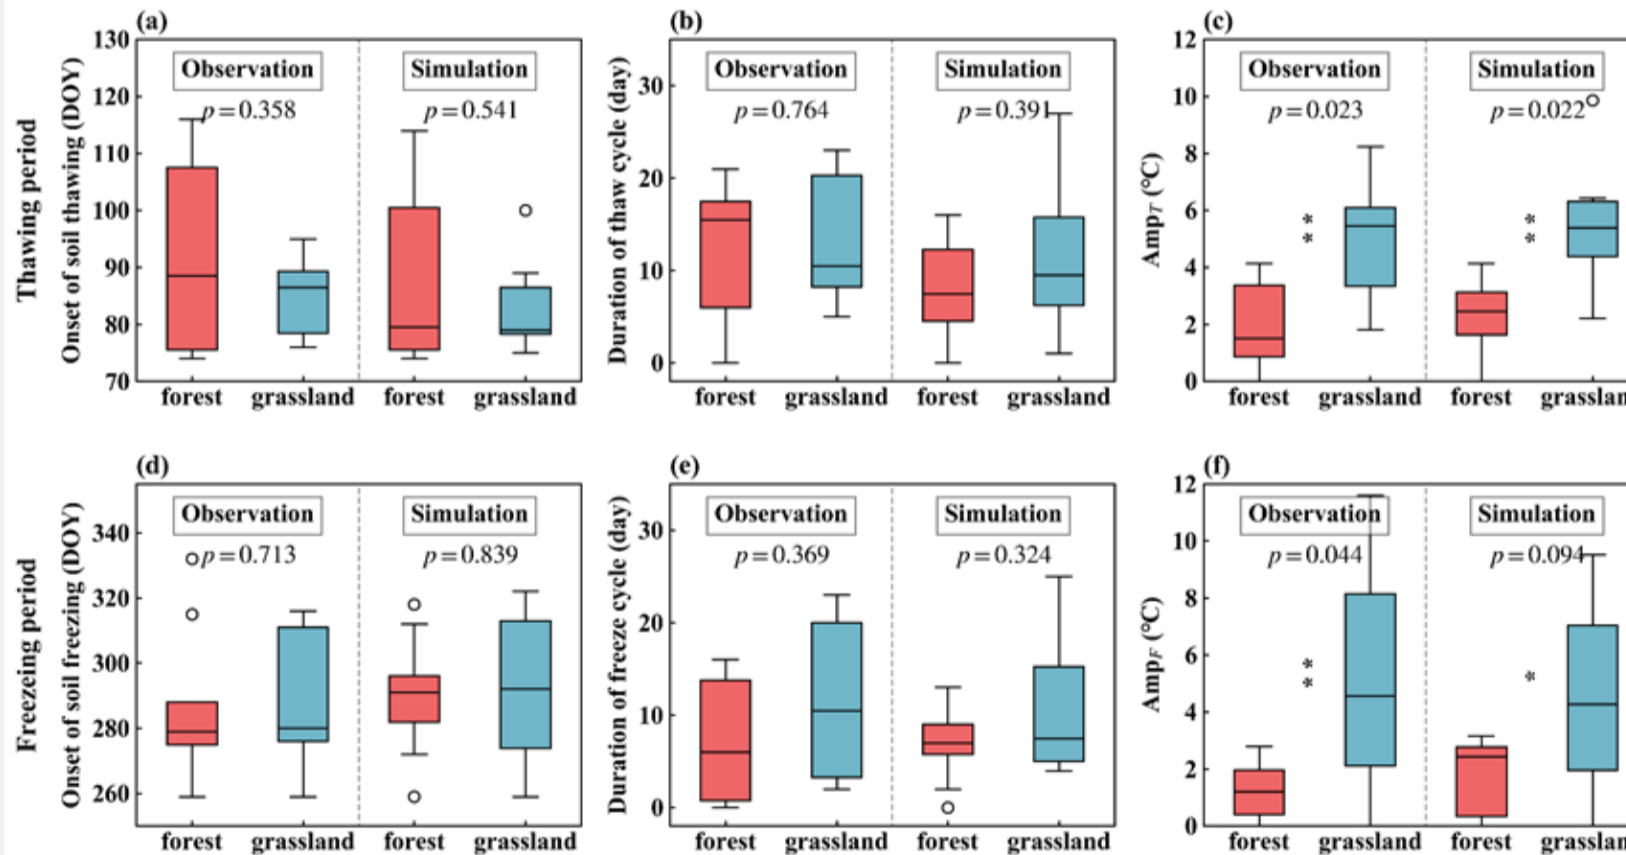 (a)
130
120
110
100
90
80
70
Thawing period
Onset of soil thawing (DOY)
Observation
Simulation
p=0.358
p=0.541
forest grassland forest grassland
(b)
30
20
10
0
Duration of thaw cycle (day)
Observation
Simulation
p=0.764
p=0.391
forest grassland forest grassland
(c)
12
10
8
6
4
2
0
Amp_T (°C)
Observation
Simulation
p=0.023
p=0.022
**
**
forest grassland forest grasslan
(d)
340
320
300
280
260
Freezeing period
Onset of soil freezing (DOY)
Observation
Simulation
p=0.713
p=0.839
forest grassland forest grassland
(e)
30
20
10
0
Duration of freeze cycle (day)
Observation
Simulation
p=0.369
p=0.324
forest grassland forest grassland
(f)
12
10
8
6
4
2
0
Amp_F (°C)
Observation
Simulation
p=0.044
p=0.094
**
*
forest grassland forest grasslan